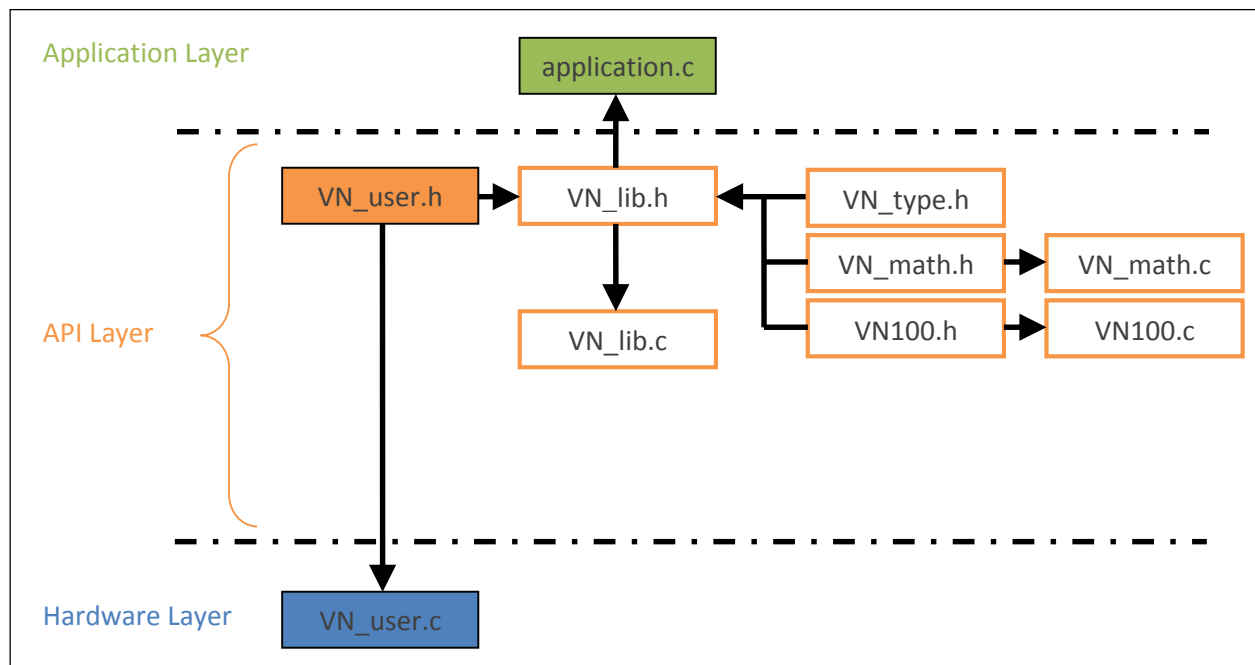 Application Layer
application.c
VN_user.h
VN_lib.h
VN_type.h
VN_math.h
VN_math.c
API Layer
VN_lib.c
VN100.h
VN100.c
Hardware Layer
VN_user.c